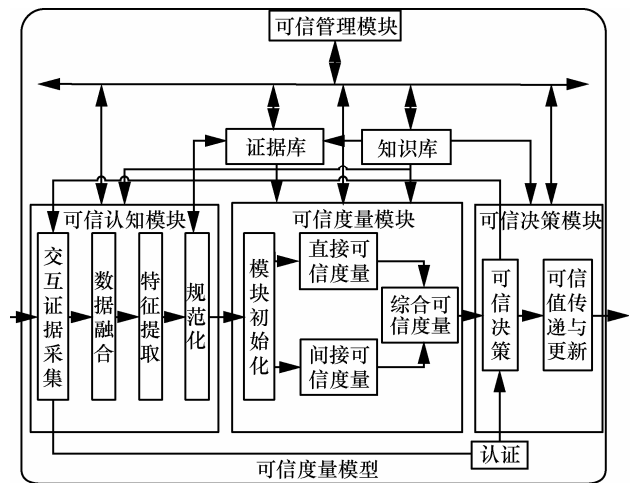 可信管理模块
证据库
知识库
可信认知模块
可信度量模块
可信决策模块
交互证据采集
数据融合
特征提取
规范化
模块初始化
直接可
信度量
间接可
信度量
综合可
信度量
可信决策
可信
值传
递与
更新
认证
可信度量模型